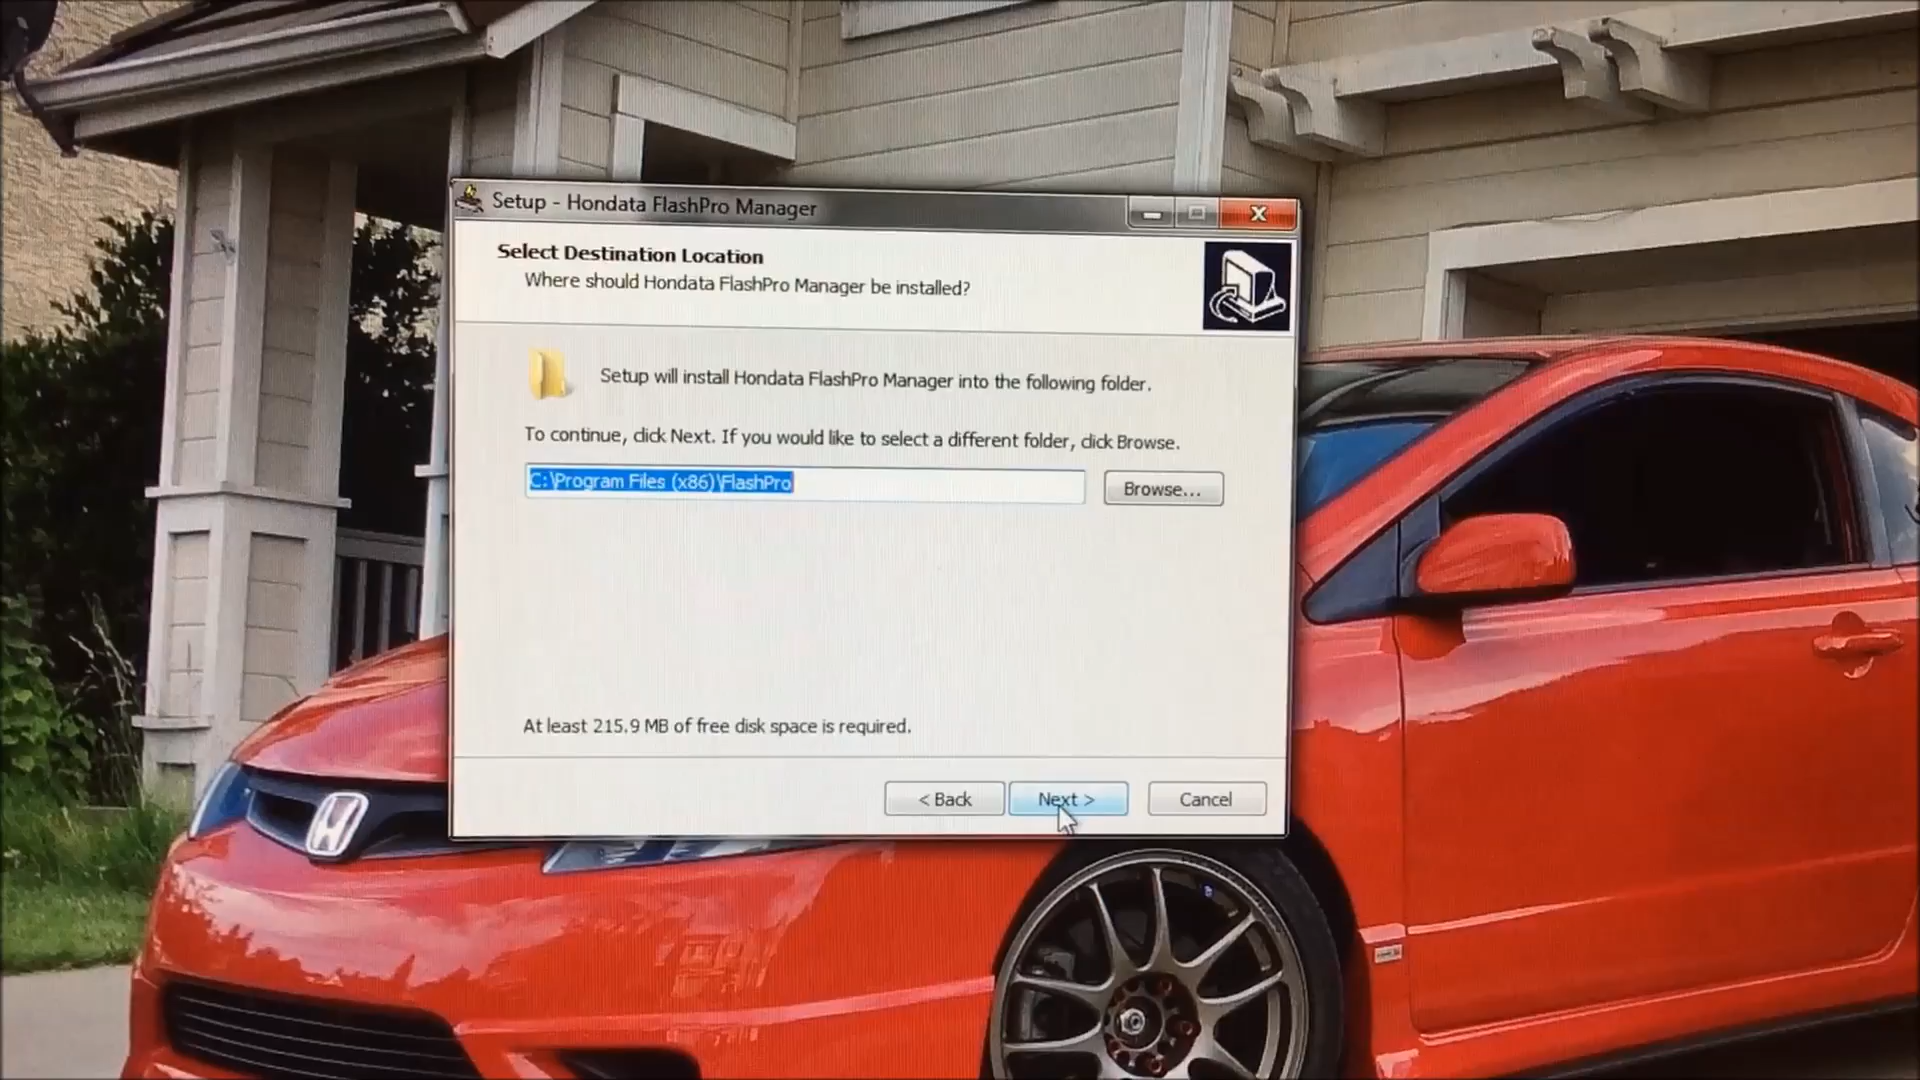 Setup - Hondata FlashPro Manager
Select Destination Location
Where should Hondata FlashPro Manager be installed?
Setup will install Hondata FlashPro Manager into the following folder.
To continue, click Next. If you would like to select a different folder, click Browse.
C:\Program Files (x86)\FlashPro
Browse...
At least 215.9 MB of free disk space is required.
< Back
Next >
Cancel